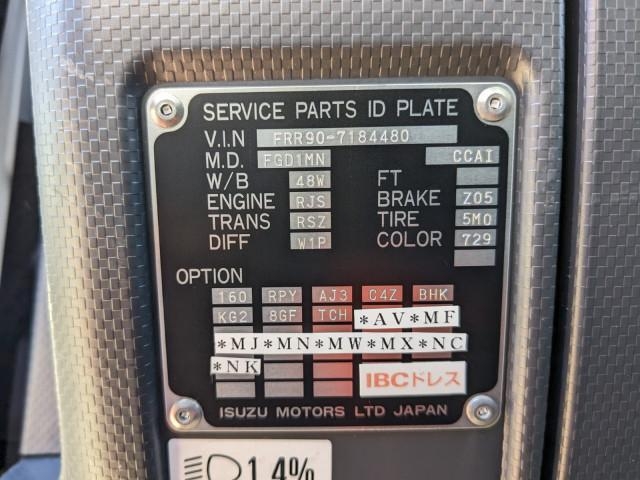 SERVICE PARTS ID PLATE
V.I.N FRR90-7184480
M.D. FGD1MN CCAI
W/B 48W FT
ENGINE RJS BRAKE Z05
TRANS RSZ TIRE 5M0
DIFF W1P COLOR 729
OPTION
160 RPY AJ3 C4Z BHK
KG2 8GF TCH *AV*MF
*MJ*MN*MW*MX*NC
*NK
IBCドレス
ISUZU MOTORS LTD JAPAN
1.4%